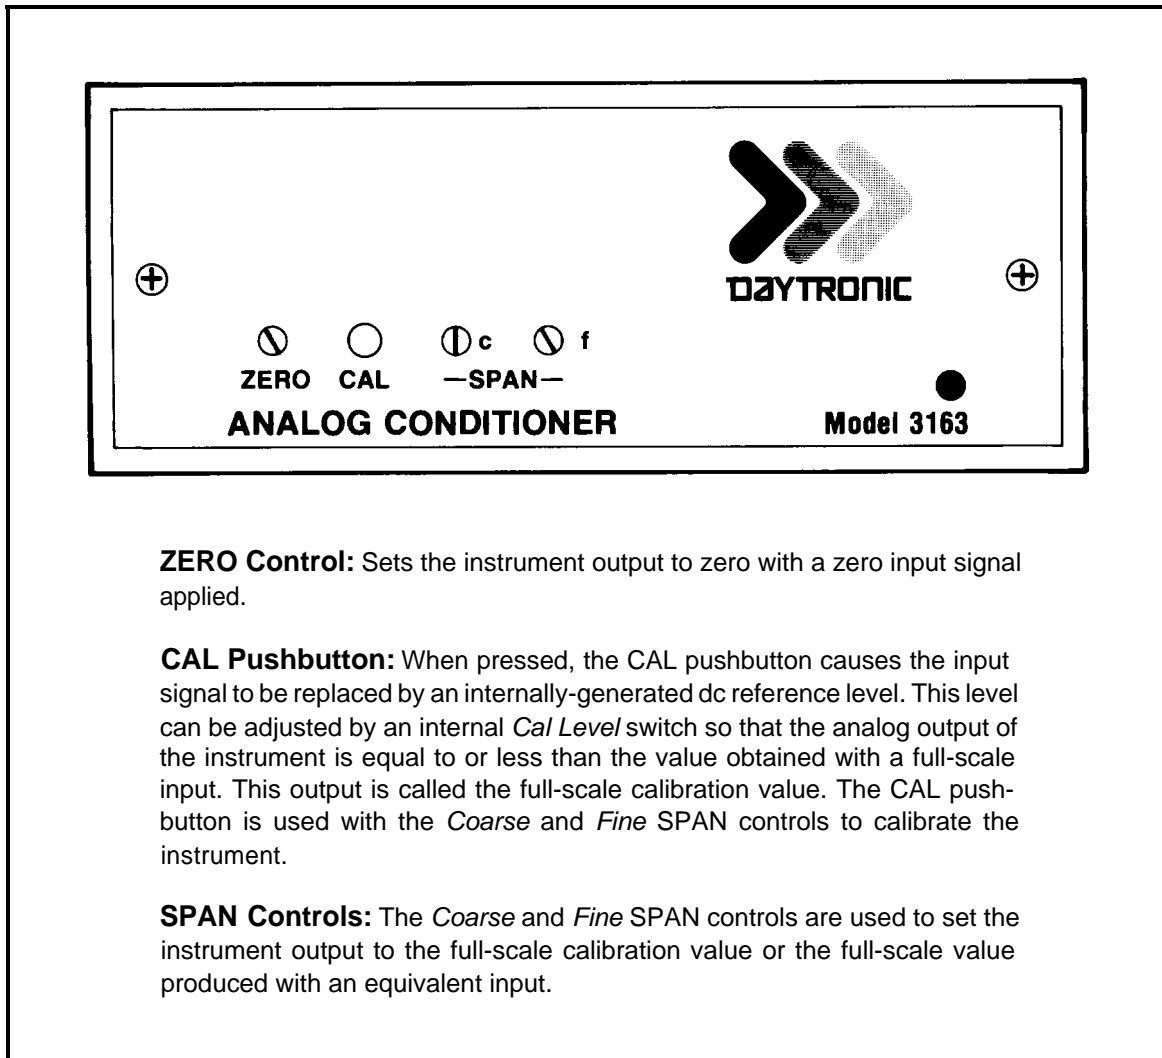 DAYTRONIC
c f
ZERO CAL —SPAN—
ANALOG CONDITIONER Model 3163
ZERO Control: Sets the instrument output to zero with a zero input signal
applied.
CAL Pushbutton: When pressed, the CAL pushbutton causes the input
signal to be replaced by an internally-generated dc reference level. This level
can be adjusted by an internal Cal Level switch so that the analog output of
the instrument is equal to or less than the value obtained with a full-scale
input. This output is called the full-scale calibration value. The CAL push-
button is used with the Coarse and Fine SPAN controls to calibrate the
instrument.
SPAN Controls: The Coarse and Fine SPAN controls are used to set the
instrument output to the full-scale calibration value or the full-scale value
produced with an equivalent input.